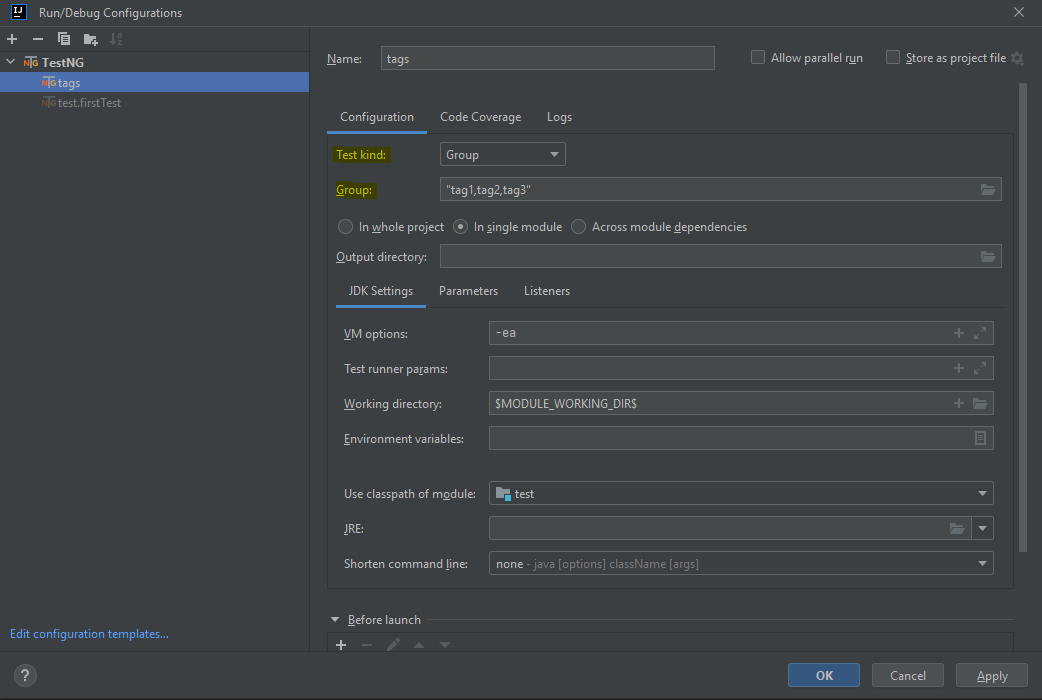 IJ Run/Debug Configurations
TestNG
tags
test.firstTest
Edit configuration templates...
Name: tags Allow parallel run Store as project file
Configuration Code Coverage Logs
Test kind: Group
Group: "tag1,tag2,tag3"
In whole project In single module Across module dependencies
Output directory:
JDK Settings Parameters Listeners
VM options: -ea
Test runner params:
Working directory: $MODULE_WORKING_DIR$
Environment variables:
Use classpath of module: test
JRE:
Shorten command line: none - java [options] className [args]
Before launch
? OK Cancel Apply